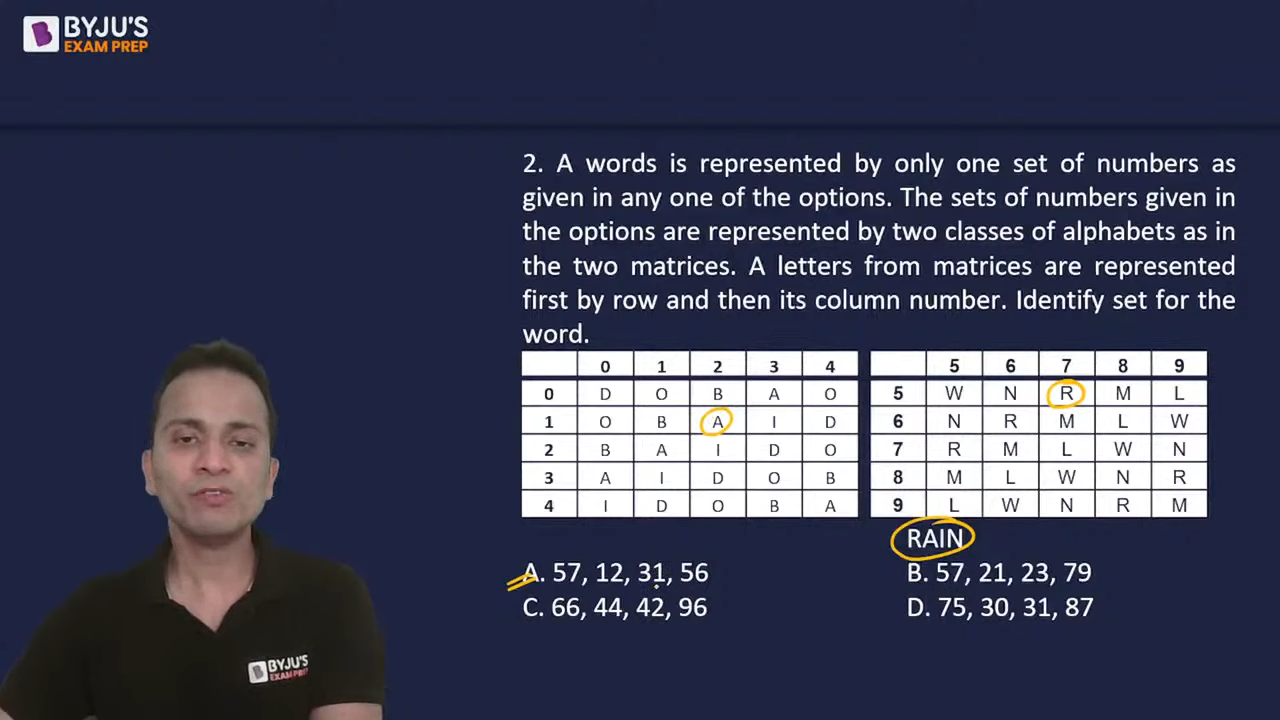 BYJU'S
EXAM PREP
2. A words is represented by only one set of numbers as
given in any one of the options. The sets of numbers given in
the options are represented by two classes of alphabets as in
the two matrices. A letters from matrices are represented
first by row and then its column number. Identify set for the
word.
0 1 2 3 4
0 D O B A O
1 O B A I D
2 B A I D O
3 A I D O B
4 I D O B A
5 6 7 8 9
5 W N R M L
6 N R M L W
7 R M L W N
8 M L W N R
9 L W N R M
RAIN
A. 57, 12, 31, 56
B. 57, 21, 23, 79
C. 66, 44, 42, 96
D. 75, 30, 31, 87
BYJU'S
EXAM PREP